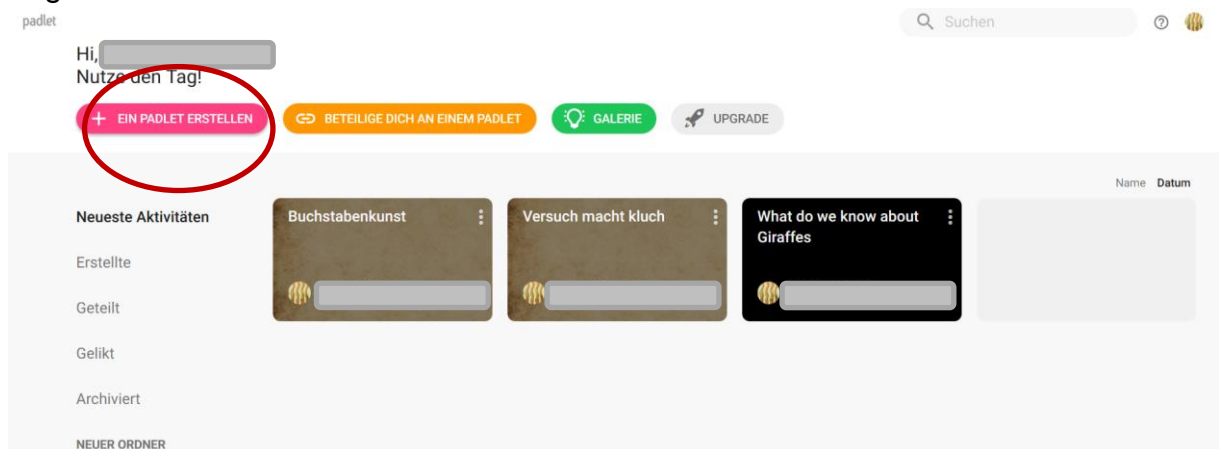 padlet
Suchen
Hi,
Nutze den Tag!
+ EIN PADLET ERSTELLEN
BETEILIGE DICH AN EINEM PADLET
GALERIE
UPGRADE
Name Datum
Neueste Aktivitäten
Erstellte
Geteilt
Gelikt
Archiviert
NEUER ORDNER
Buchstabenkunst
Versuch macht kluch
What do we know about
Giraffes